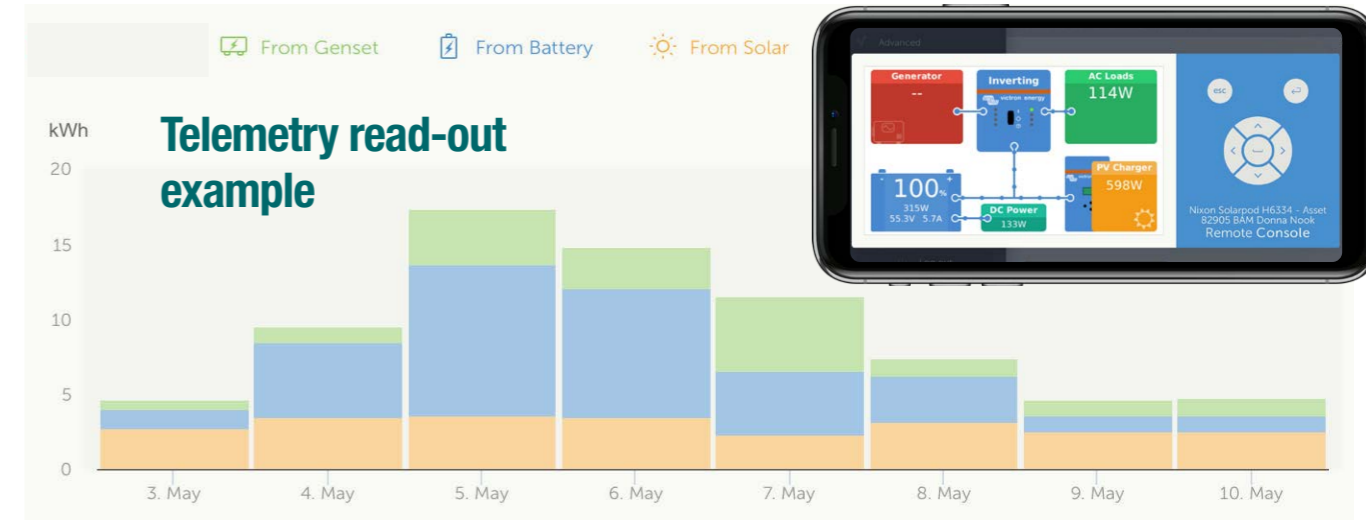 From Genset
From Battery
From Solar
kWh
Telemetry read-out
example
20
15
10
5
0
3. May
4. May
5. May
6. May
7. May
8. May
9. May
10. May
Advanced
Generator
--
Inverting
victron energy
AC Loads
114W
100%
315W
55.3V 5.7A
DC Power
133W
PV Charger
598W
esc
Nixon Solarpod H6334 - Asset
82905 BAM Donna Nook
Remote Console